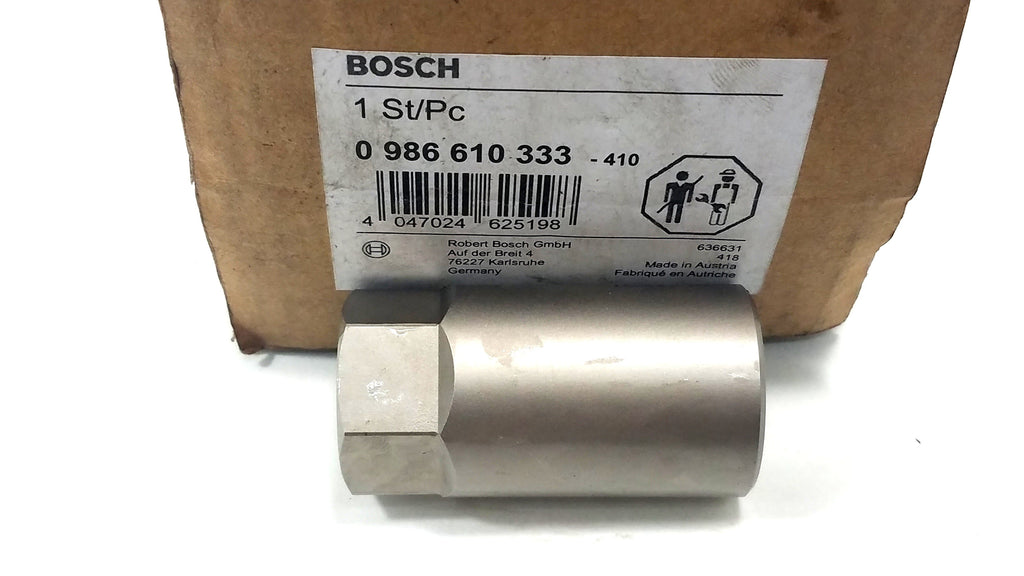 BOSCH
1 St/Pc
0 986 610 333 - 410
4 047024 625198
Robert Bosch GmbH
Auf der Breit 4
76227 Karlsruhe
Germany
636631
418
Made in Austria
Fabriqué en Autriche